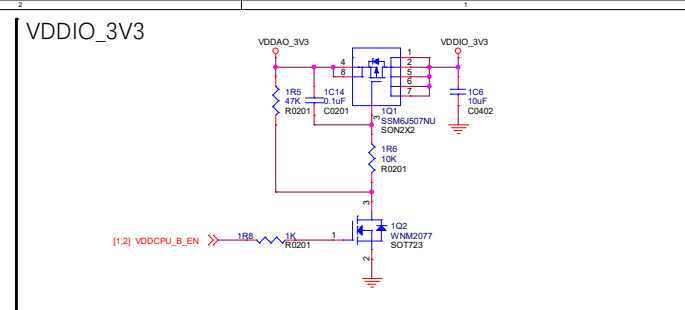 2
1
VDDIO_3V3
VDDAO_3V3
VDDIO_3V3
4
8
1
2
5
6
7
1R5
47K
R0201
1C14
0.1uF
C0201
3
1Q1
SSM6J507NU
SON2X2
1C6
10uF
C0402
1R6
10K
R0201
3
1Q2
WNM2077
SOT723
[1,2] VDDCPU_B_EN
1R8
1K
R0201
1
2